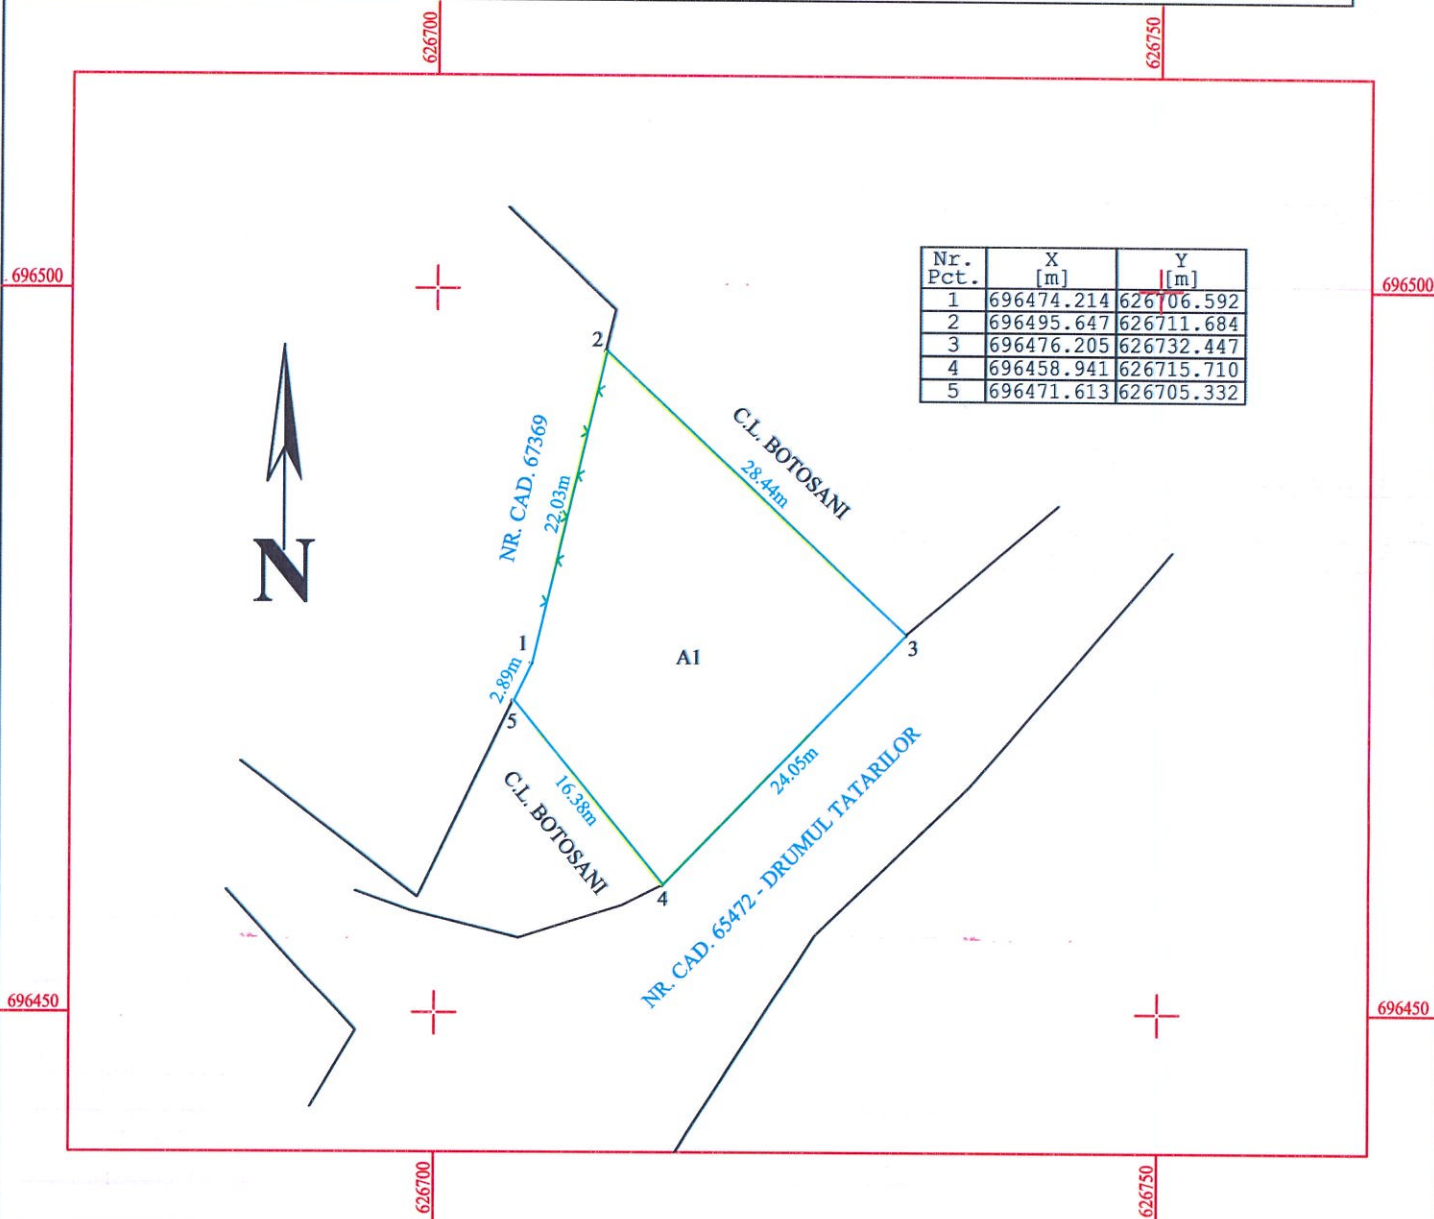 626700
626750
696500
696500
Nr. Pct. X [m] Y [m]
1 696474.214 626706.592
2 696495.647 626711.684
3 696476.205 626732.447
4 696458.941 626715.710
5 696471.613 626705.332
2
C.L. BOTOSANI
28.44m
NR. CAD. 67369
22.03m
N
1
A1
3
2.89m
5
C.L. BOTOSANI
16.38m
24.05m
NR. CAD. 65472 - DRUMUL TATARILOR
4
696450
696450
626700
626750